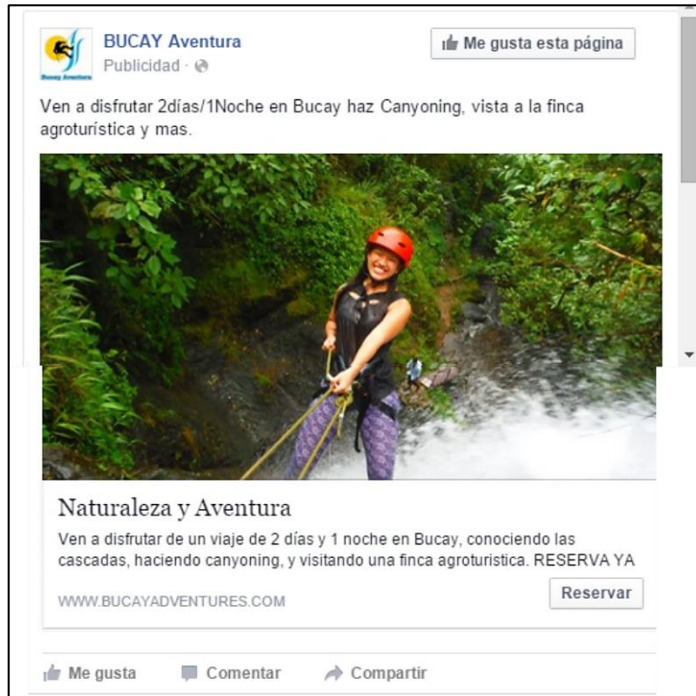 BUCAY Aventura
Me gusta esta página
Publicidad ·
Bucay Aventura
Ven a disfrutar 2días/1Noche en Bucay haz Canyoning, vista a la finca
agroturística y mas.
Naturaleza y Aventura
Ven a disfrutar de un viaje de 2 días y 1 noche en Bucay, conociendo las
cascadas, haciendo canyoning, y visitando una finca agroturistica. RESERVA YA
WWW.BUCAYADVENTURES.COM
Reservar
Me gusta Comentar Compartir